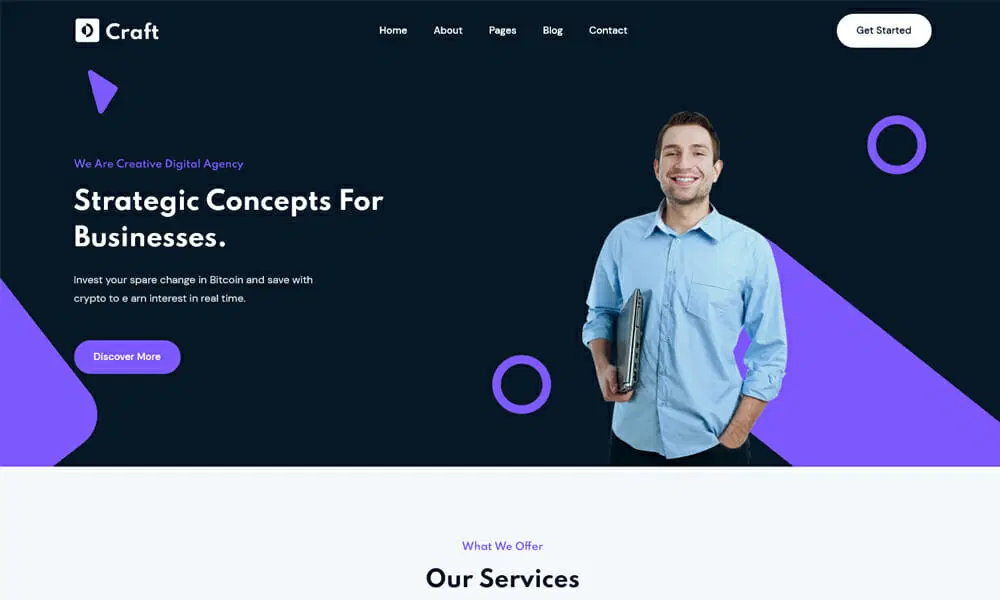 Craft
Home About Pages Blog Contact
Get Started
We Are Creative Digital Agency
Strategic Concepts For
Businesses.
Invest your spare change in Bitcoin and save with
crypto to e arn interest in real time.
Discover More
What We Offer
Our Services